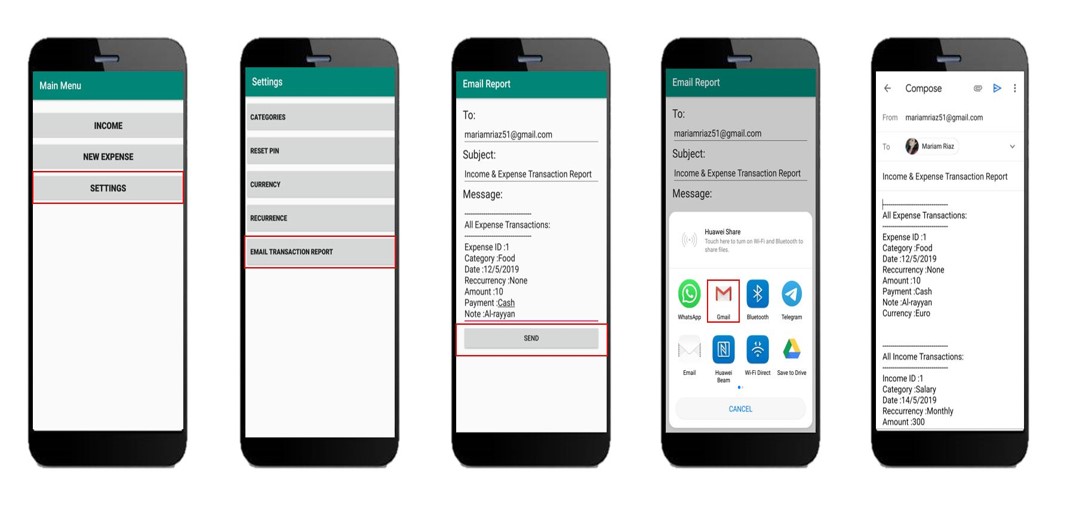 Main Menu
INCOME
NEW EXPENSE
SETTINGS
Settings
CATEGORIES
RESET PIN
CURRENCY
RECURRENCE
EMAIL TRANSACTION REPORT
Email Report
To:
mariamriaz51@gmail.com
Subject:
Income & Expense Transaction Report
Message:
------------------------------
All Expense Transactions:
------------------------------
Expense ID :1
Category :Food
Date :12/5/2019
Reccurrency :None
Amount :10
Payment :Cash
Note :Al-rayyan
SEND
Email Report
To:
mariamriaz51@gmail.com
Subject:
Income & Expense Transaction Report
Message:
Huawei Share
Touch here to turn on Wi-Fi and Bluetooth to
share files.
WhatsApp
Gmail
Bluetooth
Telegram
Email
Huawei
Beam
Wi-Fi Direct
Save to Drive
CANCEL
Compose
From mariamriaz51@gmail.com
To Mariam Riaz
Income & Expense Transaction Report
------------------------------
All Expense Transactions:
------------------------------
Expense ID :1
Category :Food
Date :12/5/2019
Reccurrency :None
Amount :10
Payment :Cash
Note :Al-rayyan
Currency :Euro
------------------------------
All Income Transactions:
------------------------------
Income ID :1
Category :Salary
Date :14/5/2019
Reccurrency :Monthly
Amount :300